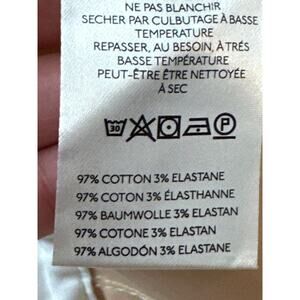 NE PAS BLANCHIR
SECHER PAR CULBUTAGE À BASSE
TEMPERATURE
REPASSER, AU BESOIN, À TRÉS
BASSE TEMPÉRATURE
PEUT-ÊTRE ÊTRE NETTOYÉE
À SEC
30 P
97% COTTON 3% ELASTANE
97% COTON 3% ÉLASTHANNE
97% BAUMWOLLE 3% ELASTAN
97% COTONE 3% ELASTAN
97% ALGODÓN 3% ELASTANE